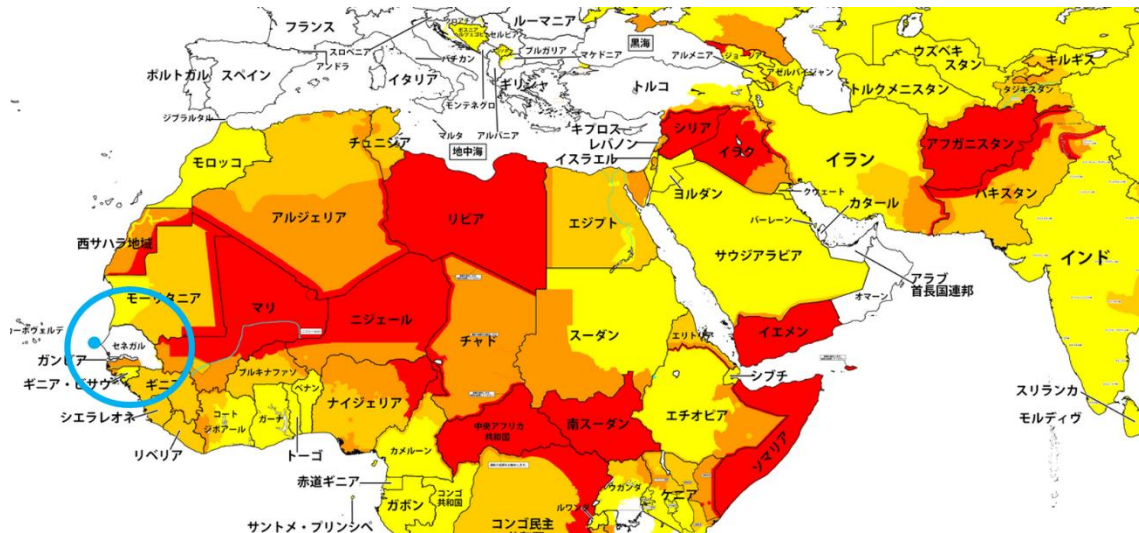 フランス
クロアチア
ルーマニア
スロベニア
セルビア
アンドラ
バチカン
ブルガリア
マケドニア
黒海
アルメニア
ジョージア
アゼルバイジャン
ウズベキ
スタン
キルギス
タジキスタン
トルクメニスタン
ポルトガル
スペイン
イタリア
ギリシャ
トルコ
モンテネグロ
ジブラルタル
マルタ
アルバニア
地中海
チュニジア
キプロス
レバノン
イスラエル
シリア
イラク
イラン
アフガニスタン
パキスタン
モロッコ
ヨルダン
クウェート
カタール
バーレーン
アルジェリア
リビア
エジプト
サウジアラビア
西サハラ地域
アラブ
首長国連邦
オマーン
インド
モーリタニア
マリ
ニジェール
チャド
スーダン
エリトリア
イエメン
ーボヴェルデ
セネガル
ガンビア
ギニア・ビサウ
ギニア
ブルキナファソ
ベナン
ナイジェリア
ジブチ
エチオピア
スリランカ
モルディヴ
シエラレオネ
コート
ジボアール
ガーナ
リベリア
トーゴ
中央アフリカ
共和国
南スーダン
ソマリア
カメルーン
赤道ギニア
ガボン
コンゴ
共和国
ウガンダ
ケニア
ルワンダ
サントメ・プリンシペ
コンゴ民主